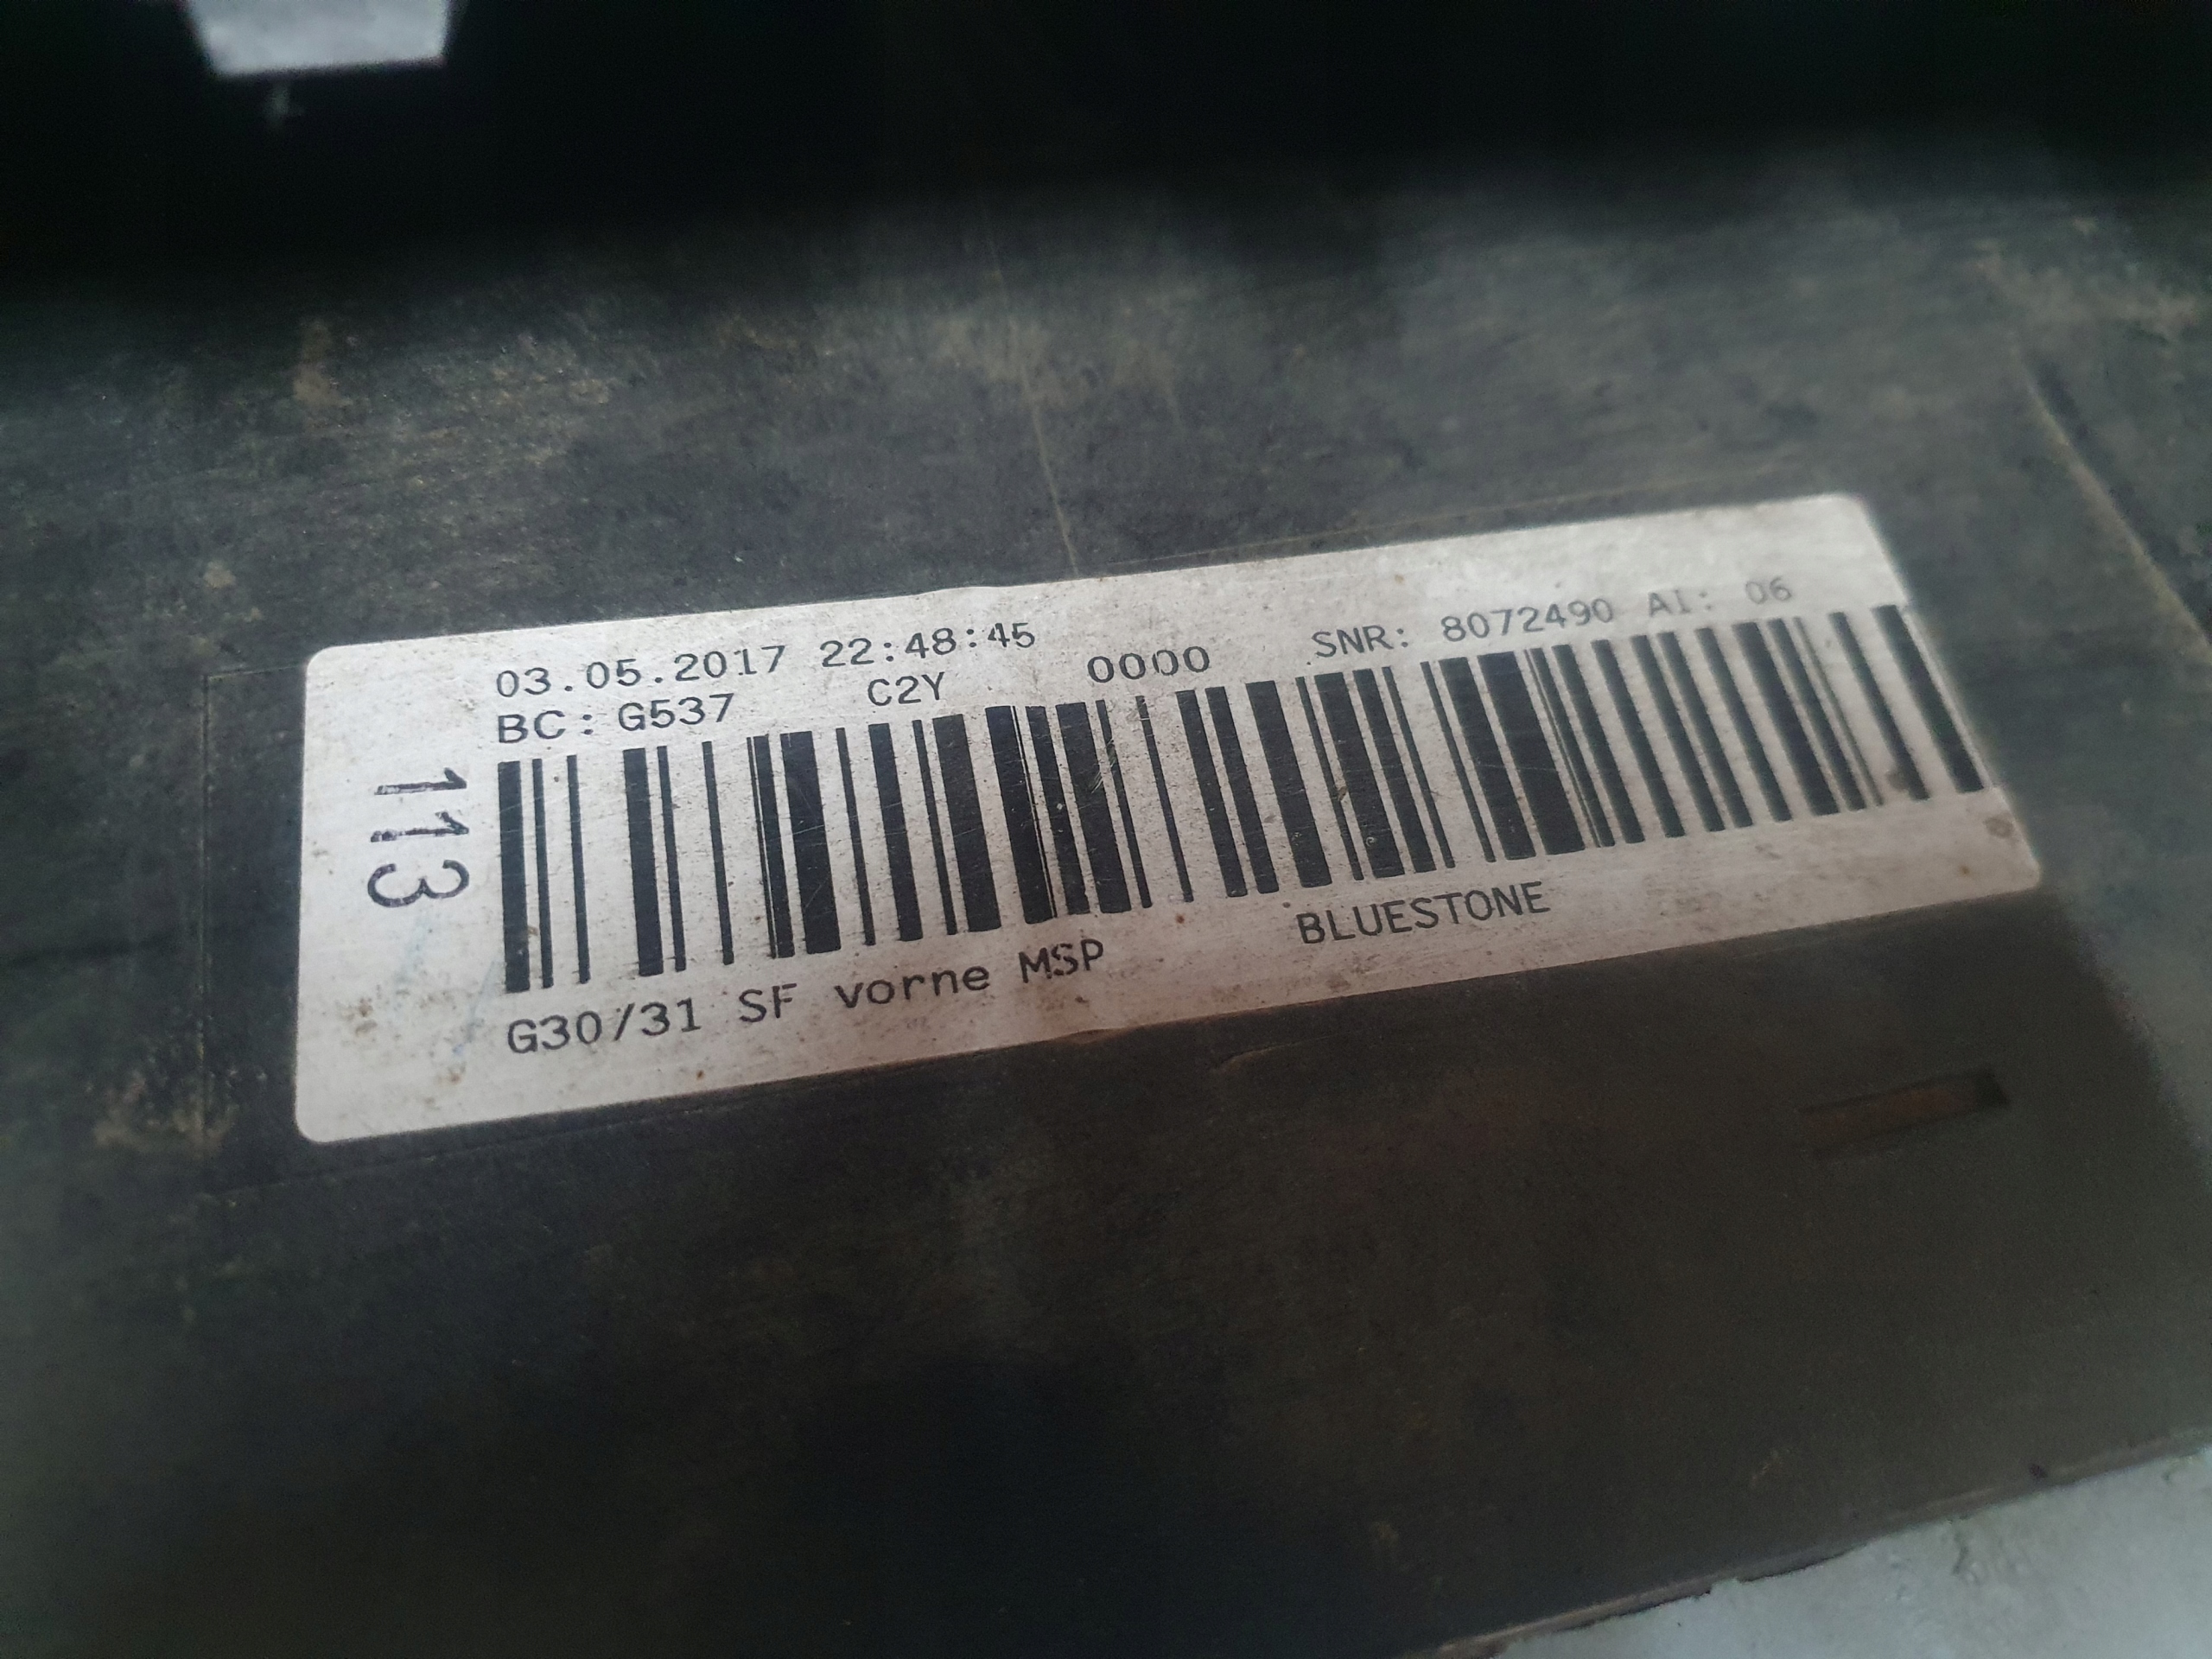 03.05.2017 22:48:45
SNR: 8072490 AI: 06
BC: G537 C2Y 0000
113
G30/31 SF vorne MSP BLUESTONE